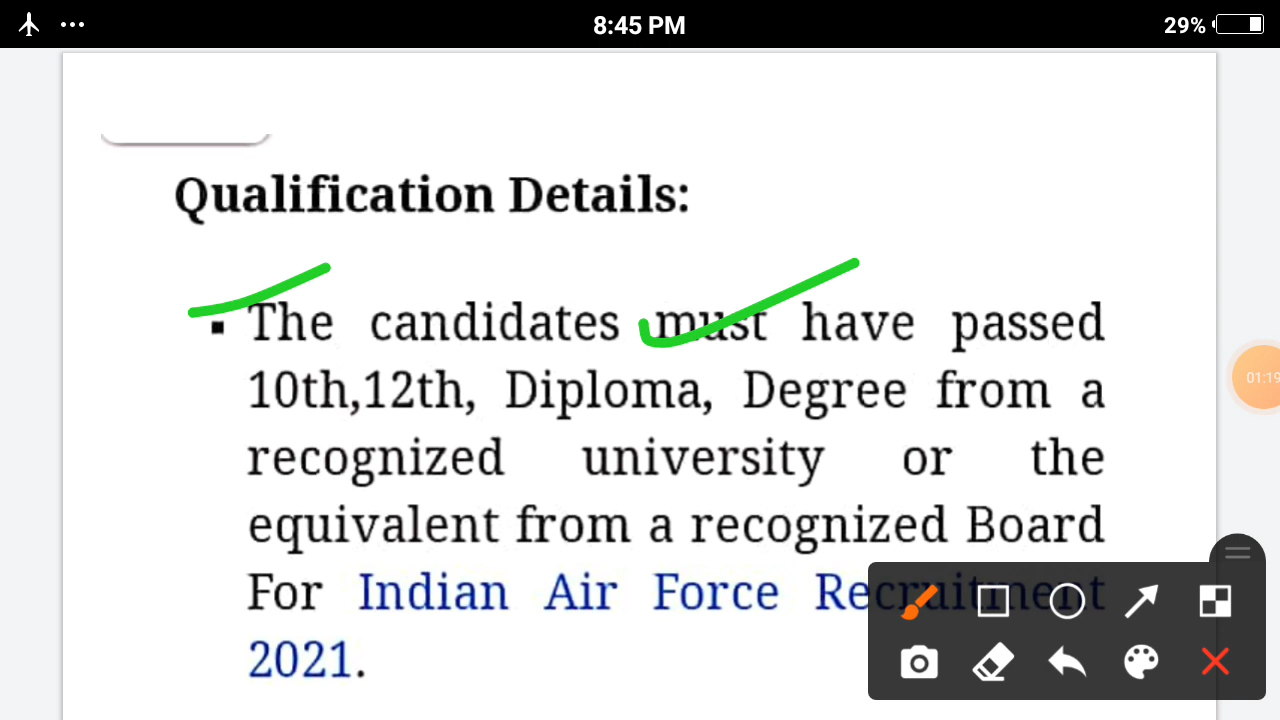 8:45 PM
29%
Qualification Details:
▪ The candidates must have passed
10th,12th, Diploma, Degree from a
recognized university or the
equivalent from a recognized Board
For Indian Air Force Recruitment
2021.
01:19